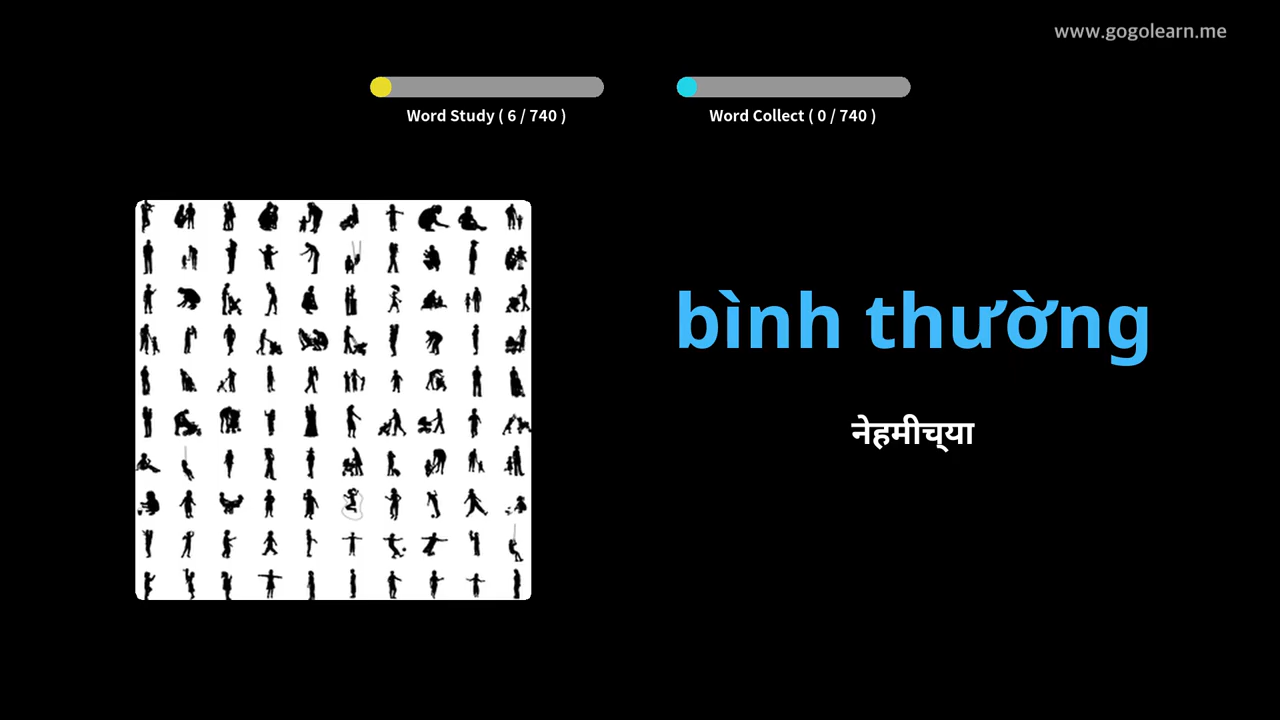 www.gogolearn.me
Word Study ( 6 / 740 )
Word Collect ( 0 / 740 )
bình thường
नेहमीच्या